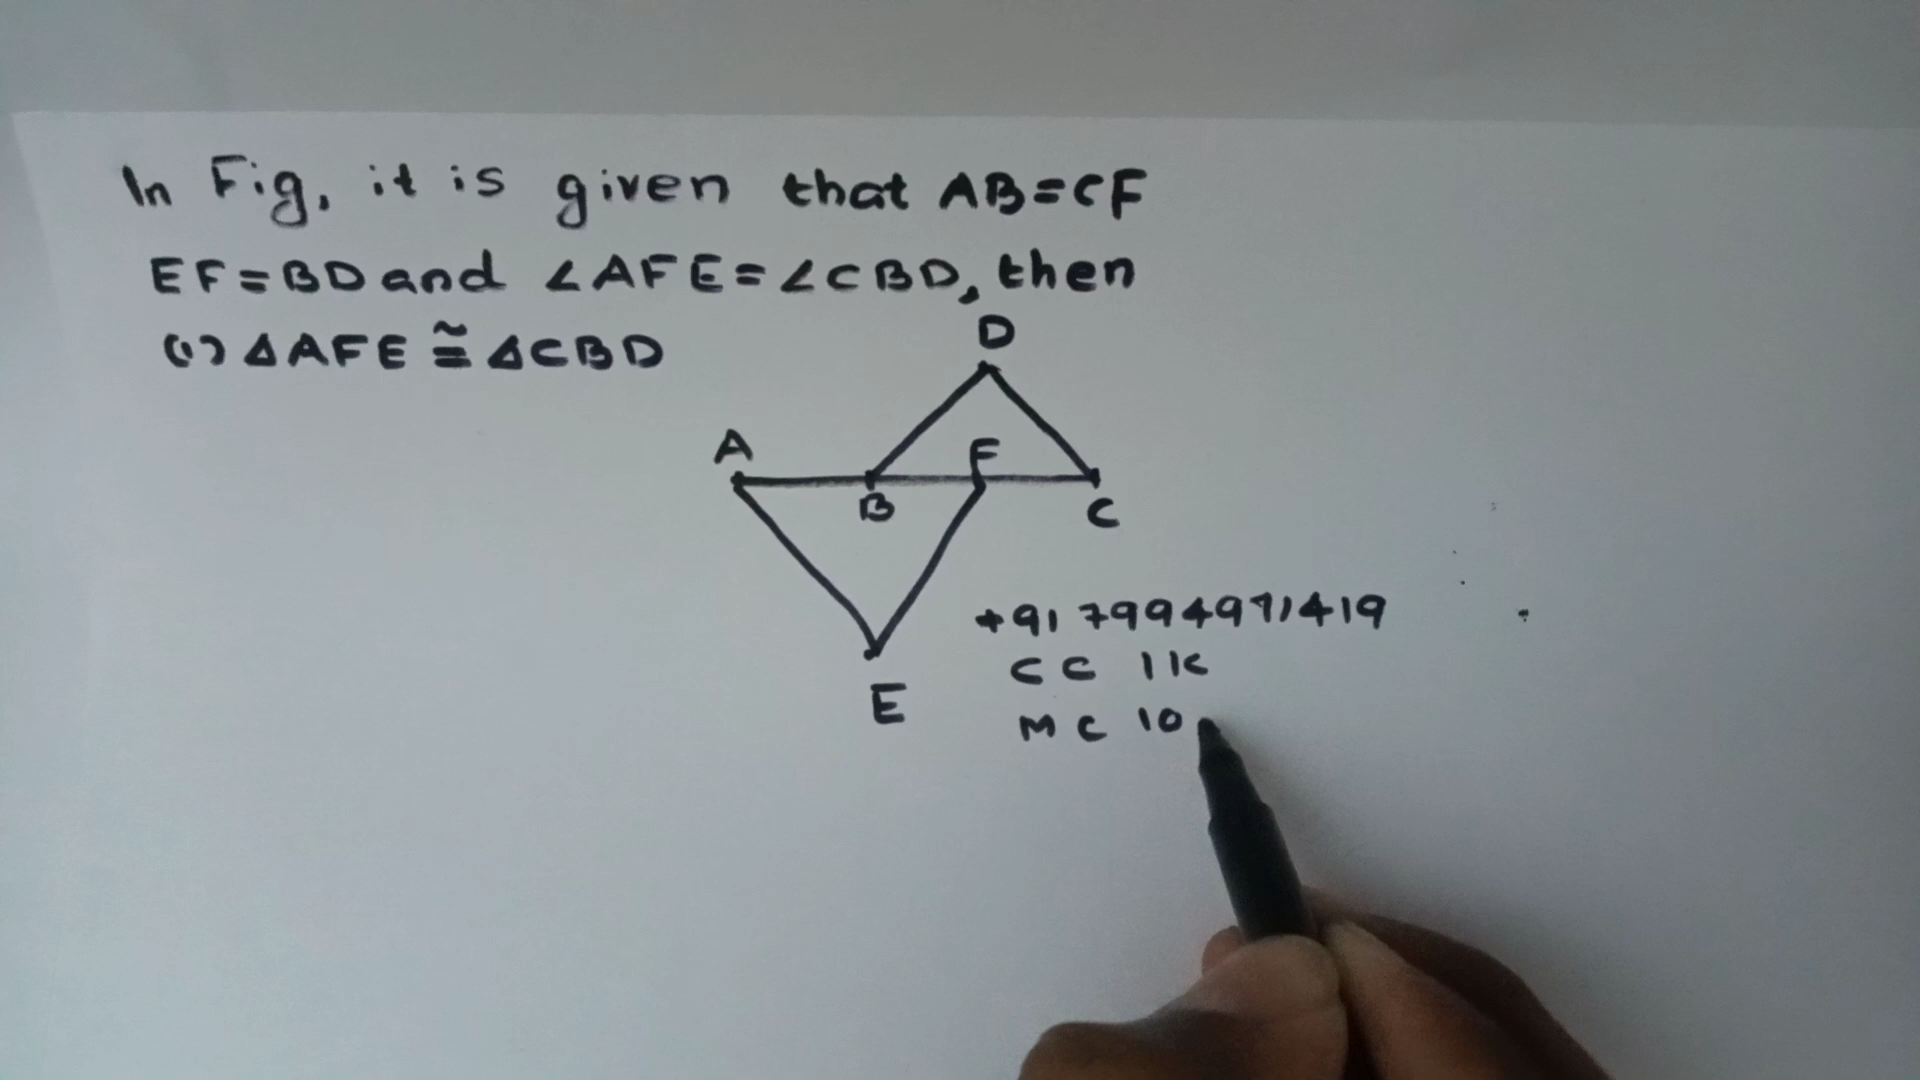 In Fig, it is given that AB=CF
EF=BD and ∠AFE=∠CBD, then
(i) ΔAFE ≅ ΔCBD
D
A
F
B
C
E
+91 7994971419
CC 1K
MC 10